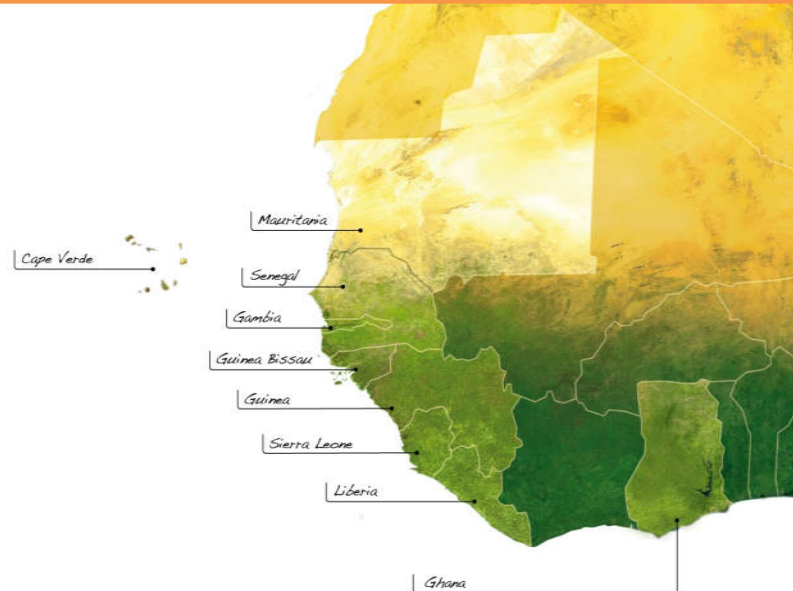 Mauritania
Cape Verde
Senegal
Gambia
Guinea Bissau
Guinea
Sierra Leone
Liberia
Ghana